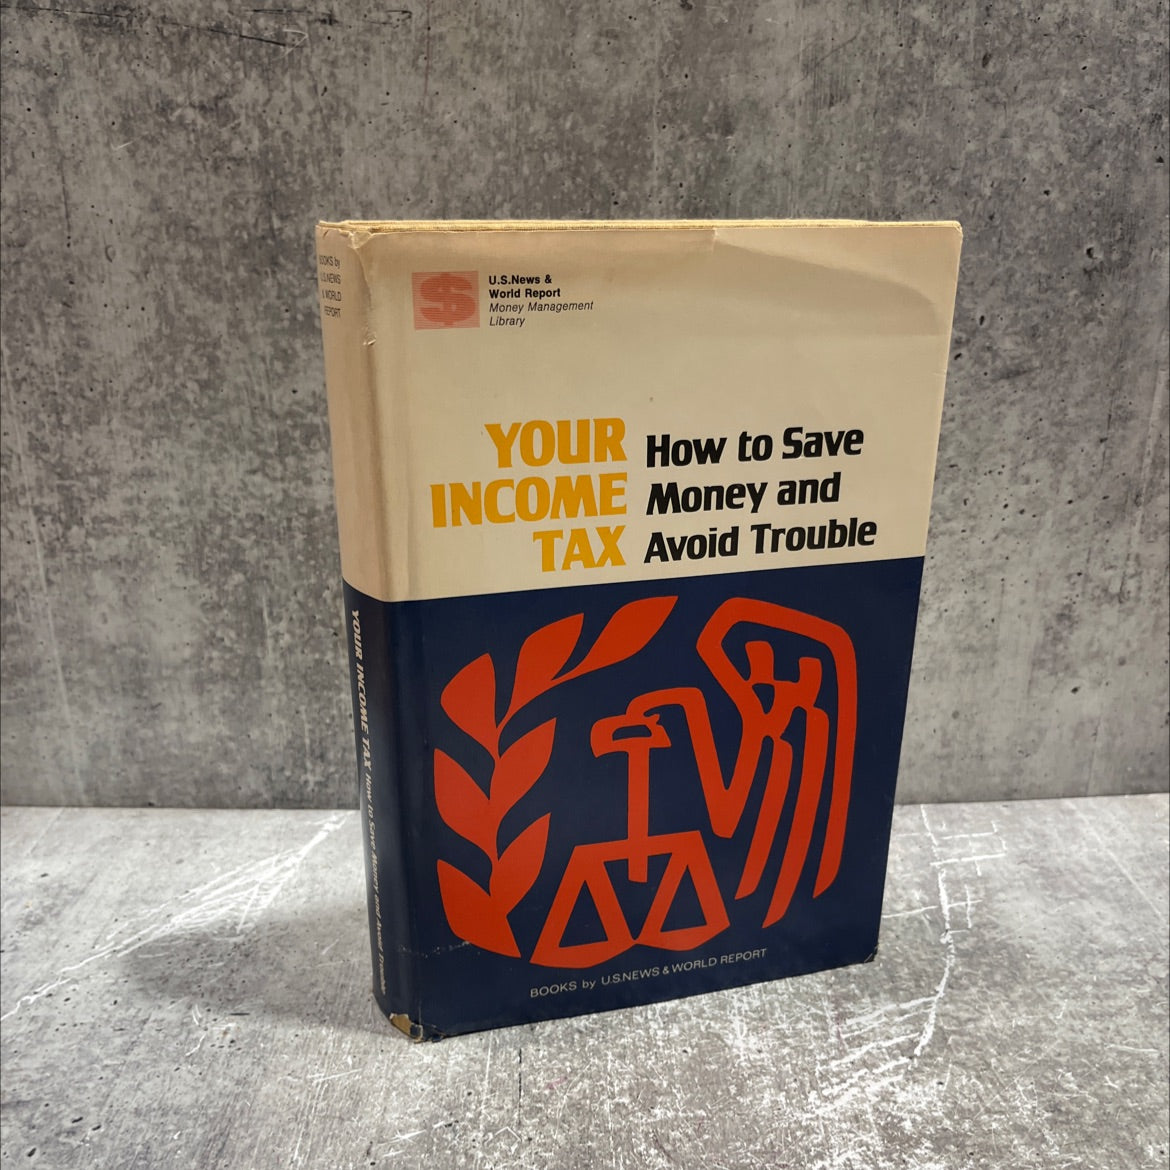 BOOKS by
U.S.NEWS
& WORLD
REPORT
U.S.News &
World Report
Money Management
Library
YOUR
INCOME
TAX
How to Save
Money and
Avoid Trouble
YOUR INCOME TAX How to Save Money and Avoid Trouble
BOOKS by U.S.NEWS & WORLD REPORT